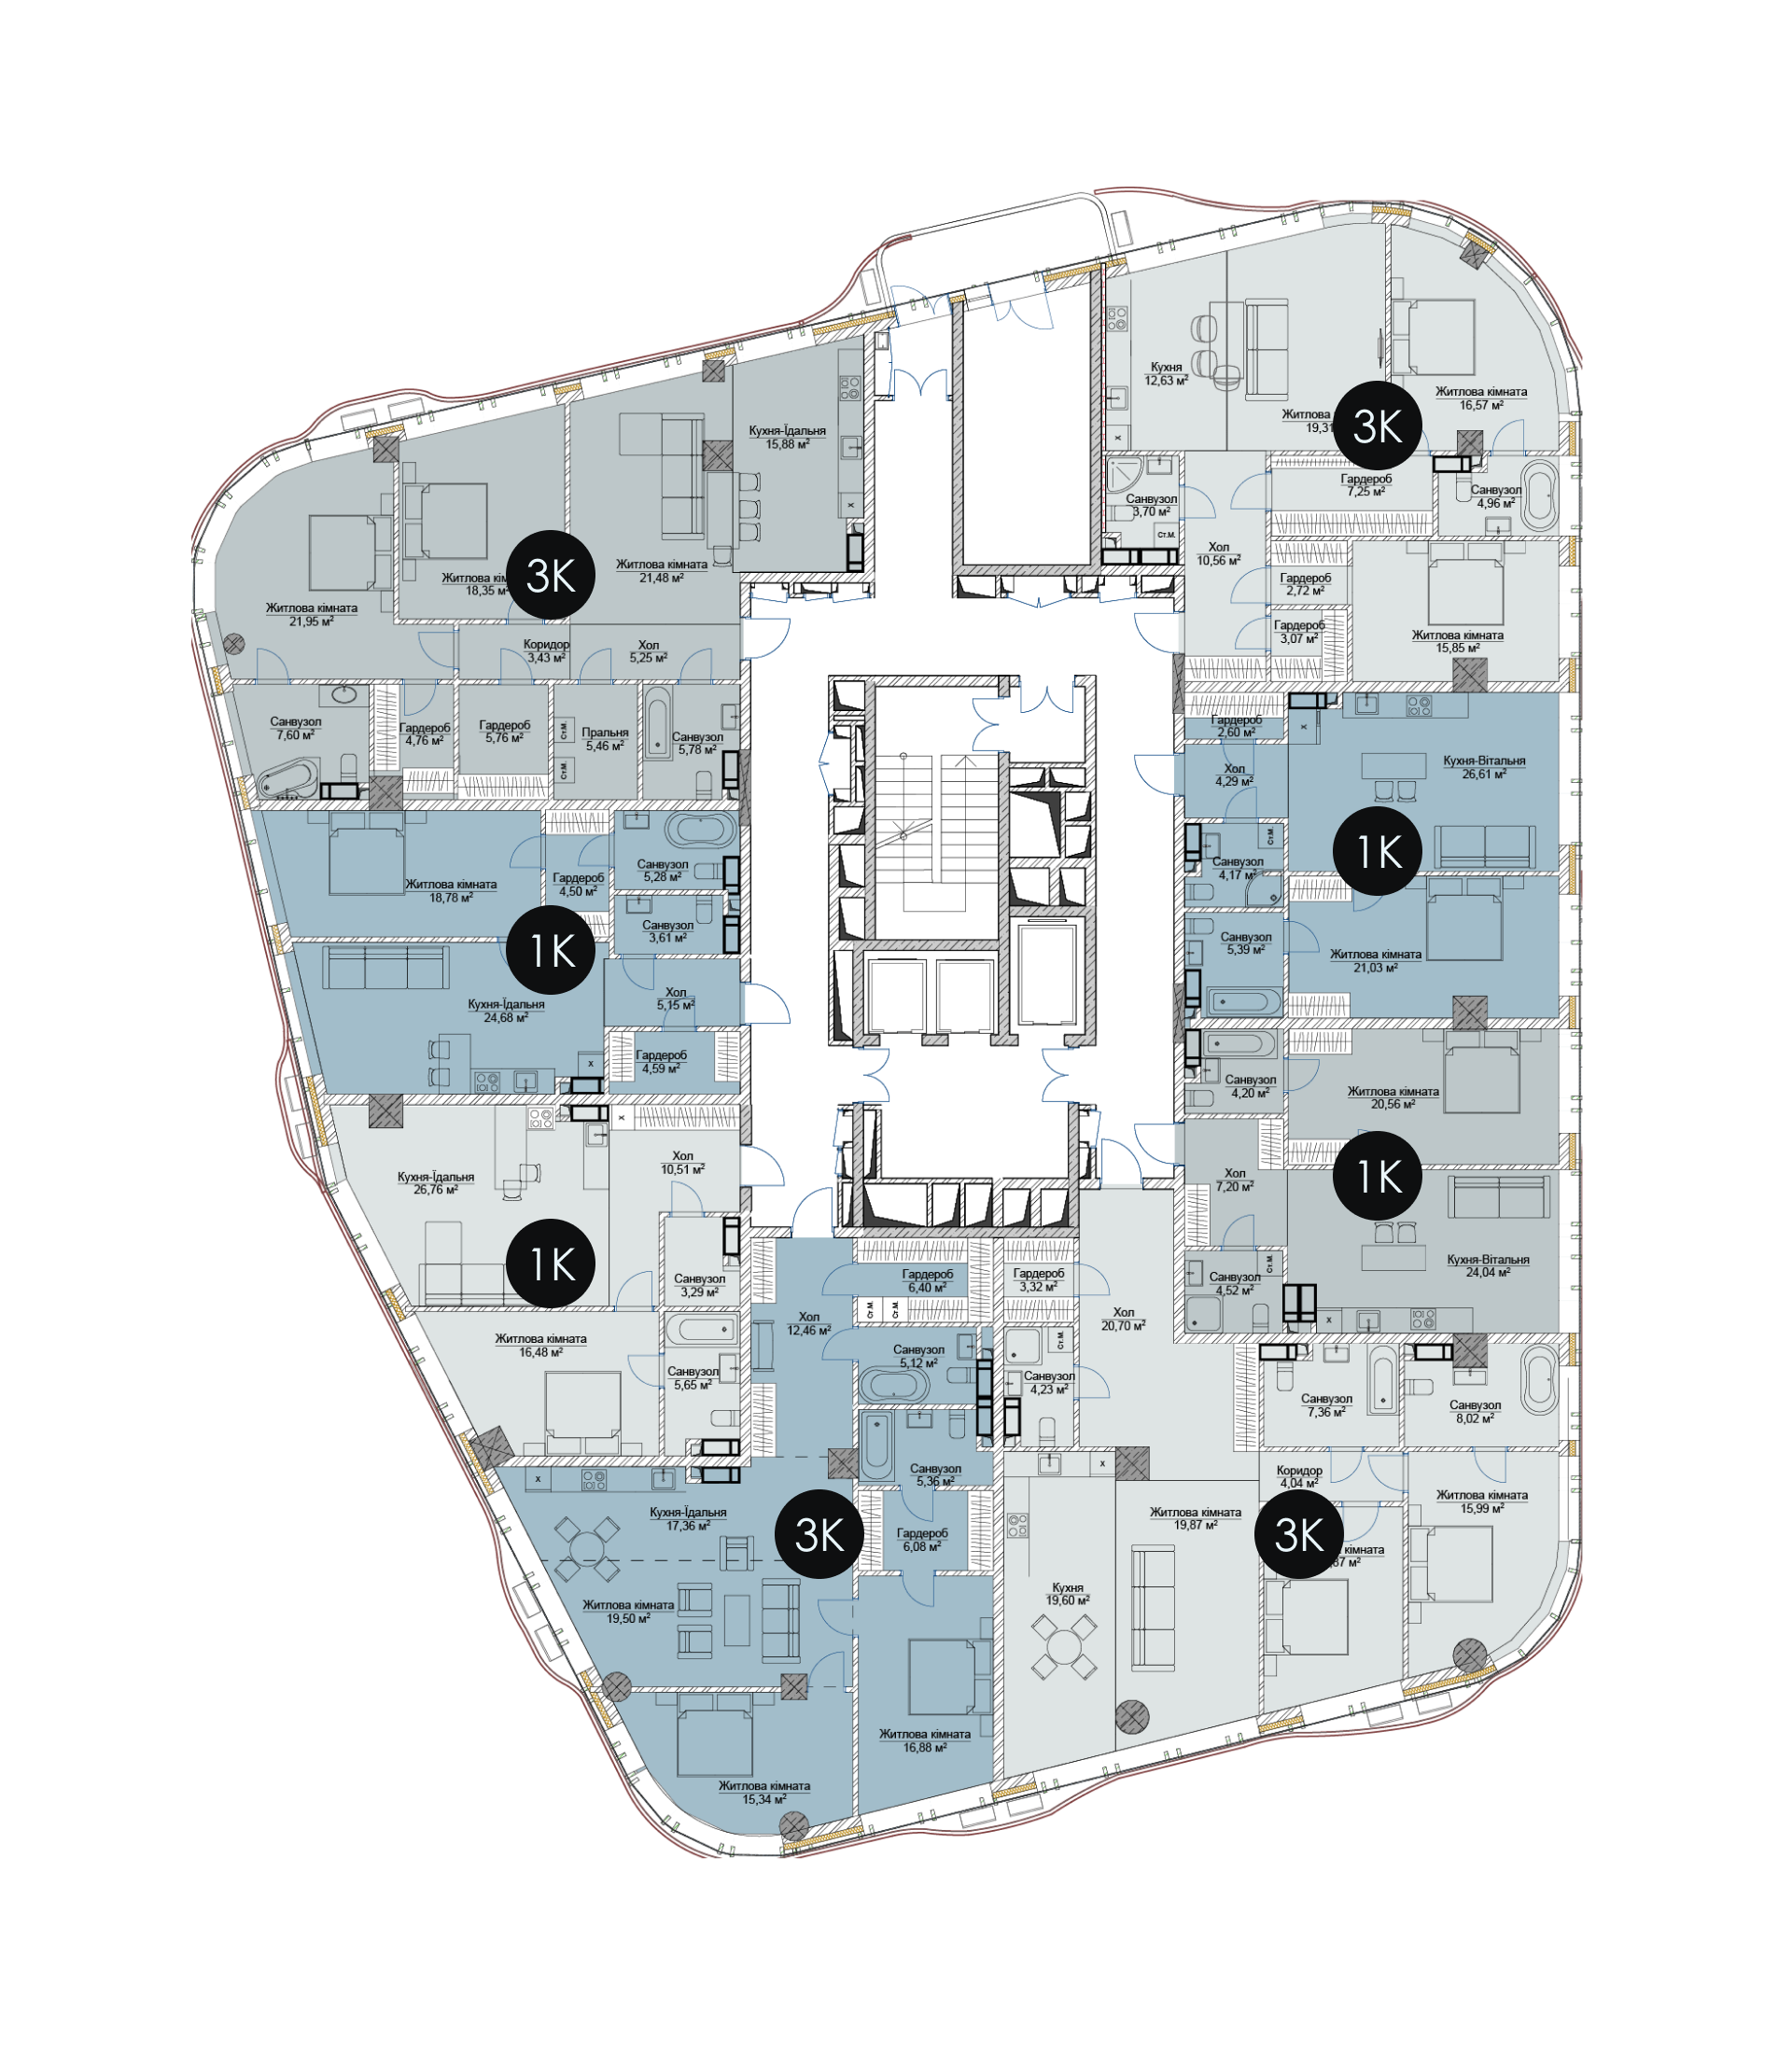 Кухня-Їдальня
15,88 м²
Житлова кімната
21,48 м²
3K
18,35 м²
Житлова кімната
21,95 м²
Коридор
3,43 м²
Хол
5,25 м²
Санвузол
7,60 м²
Гардероб
4,76 м²
Гардероб
5,76 м²
Ст.М.
Ст.М.
Пральня
5,46 м²
Санвузол
5,78 м²
x
Кухня
12,63 м²
Житлова
3K
Житлова кімната
16,57 м²
x
Санвузол
3,70 м²
Ст.М.
Гардероб
7,25 м²
Санвузол
4,96 м²
Хол
10,56 м²
Гардероб
2,72 м²
Гардероб
3,07 м²
Житлова кімната
15,85 м²
Гардероб
2,60 м²
x
Кухня-Вітальня
26,61 м²
Хол
4,29 м²
Ст.М.
Санвузол
4,17 м²
1K
Санвузол
5,39 м²
Житлова кімната
21,03 м²
Житлова кімната
18,78 м²
Гардероб
4,50 м²
Санвузол
5,28 м²
Санвузол
3,61 м²
1K
Кухня-Їдальня
24,68 м²
Хол
5,15 м²
Гардероб
4,59 м²
x
Санвузол
4,20 м²
Житлова кімната
20,56 м²
1K
Хол
7,20 м²
Кухня-Вітальня
24,04 м²
Санвузол
4,52 м²
Ст.М.
x
x
Кухня-Їдальня
26,76 м²
Хол
10,51 м²
1K
Санвузол
3,29 м²
Житлова кімната
16,48 м²
Санвузол
5,65 м²
Гардероб
6,40 м²
Ст.М.
Ст.М.
Хол
12,46 м²
Санвузол
5,12 м²
Санвузол
5,36 м²
x
Кухня-Їдальня
17,36 м²
3K
Гардероб
6,08 м²
Житлова кімната
19,50 м²
Житлова кімната
16,88 м²
Житлова кімната
15,34 м²
Гардероб
3,32 м²
Хол
20,70 м²
Ст.М.
Санвузол
4,23 м²
Санвузол
7,36 м²
Санвузол
8,02 м²
x
Коридор
4,04 м²
Житлова кімната
15,99 м²
Житлова кімната
19,87 м²
3K
кімната
Кухня
19,60 м²